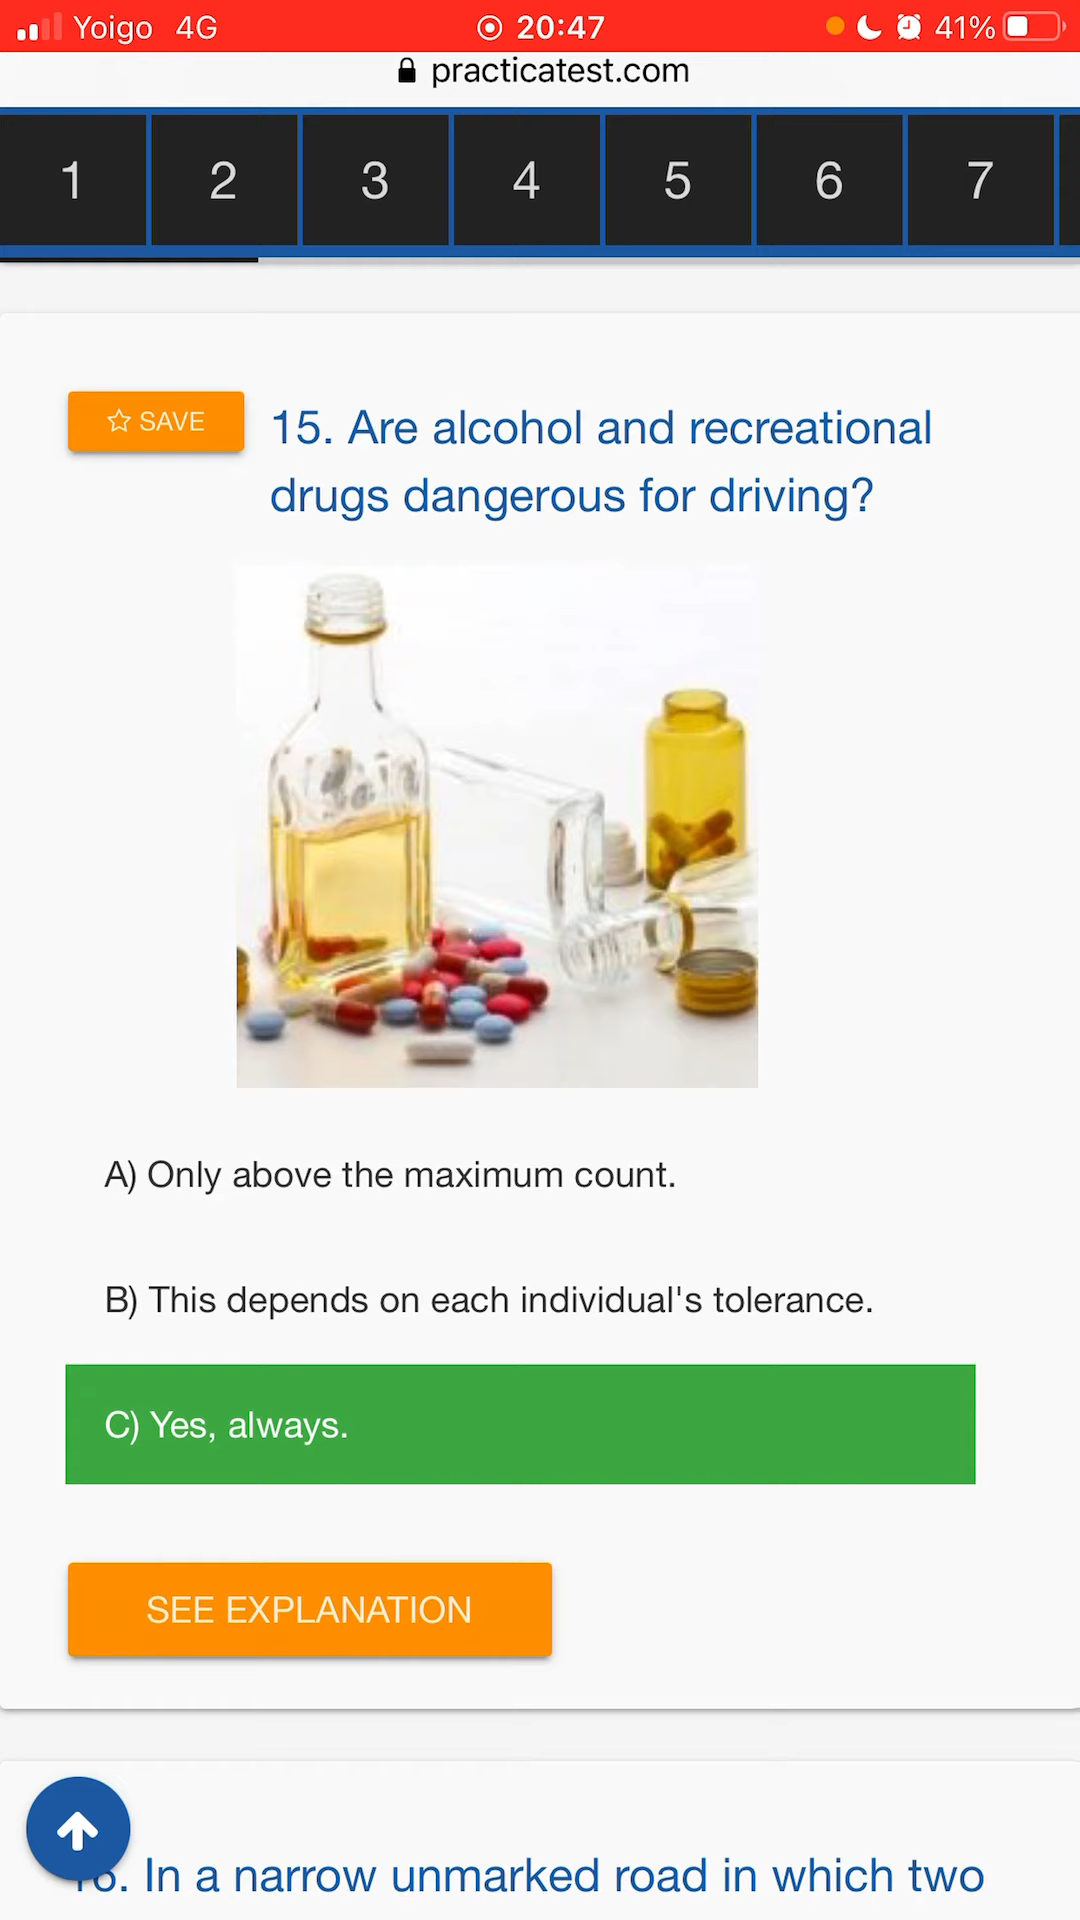 Yoigo 4G 20:47 41%
practicatest.com
1 2 3 4 5 6 7
SAVE
15. Are alcohol and recreational
drugs dangerous for driving?
A) Only above the maximum count.
B) This depends on each individual's tolerance.
C) Yes, always.
SEE EXPLANATION
16. In a narrow unmarked road in which two